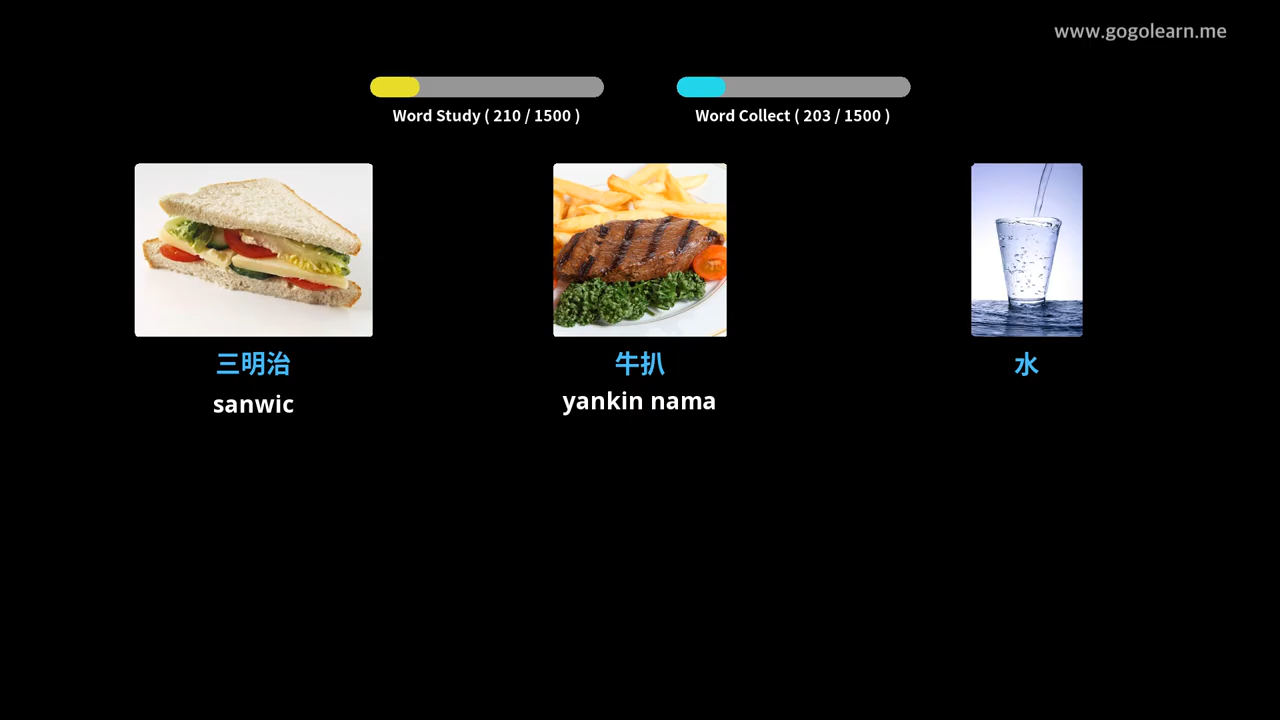 www.gogolearn.me
Word Study ( 210 / 1500 )
Word Collect ( 203 / 1500 )
三明治
牛扒
水
sanwic
yankin nama